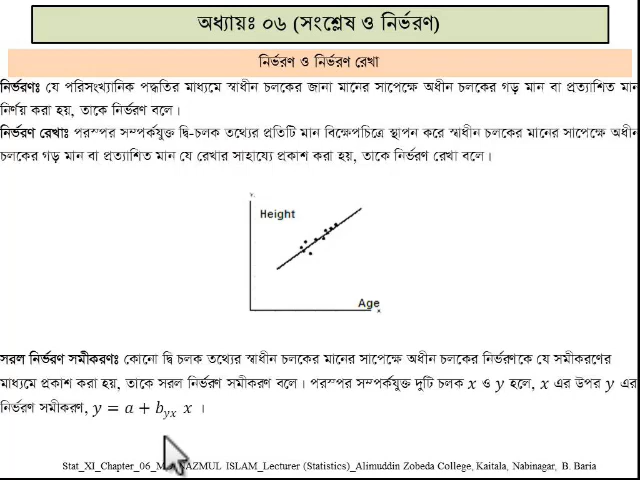 অধ্যায়ঃ ০৬ (সংশ্লেষ ও নির্ভরণ)
নির্ভরণ ও নির্ভরণ রেখা
নির্ভরণঃ যে পরিসংখ্যানিক পদ্ধতির মাধ্যমে স্বাধীন চলকের জানা মানের সাপেক্ষে অধীন চলকের গড় মান বা প্রত্যাশিত মান
নির্ণয় করা হয়, তাকে নির্ভরণ বলে।
নির্ভরণ রেখাঃ পরস্পর সম্পর্কযুক্ত দ্বি-চলক তথ্যের প্রতিটি মান বিক্ষেপচিত্রে স্থাপন করে স্বাধীন চলকের মানের সাপেক্ষে অধীন
চলকের গড় মান বা প্রত্যাশিত মান যে রেখার সাহায্যে প্রকাশ করা হয়, তাকে নির্ভরণ রেখা বলে।
Y.
Height
Age
x
সরল নির্ভরণ সমীকরণঃ কোনো দ্বি চলক তথ্যের স্বাধীন চলকের মানের সাপেক্ষে অধীন চলকের নির্ভরণকে যে সমীকরণের
মাধ্যমে প্রকাশ করা হয়, তাকে সরল নির্ভরণ সমীকরণ বলে। পরস্পর সম্পর্কযুক্ত দুটি চলক x ও y হলে, x এর উপর y এর
নির্ভরণ সমীকরণ, y = a + b_yx x ।
Stat_XI_Chapter_06_M NAZMUL ISLAM_Lecturer (Statistics)_Alimuddin Zobeda College, Kaitala, Nabinagar, B. Baria